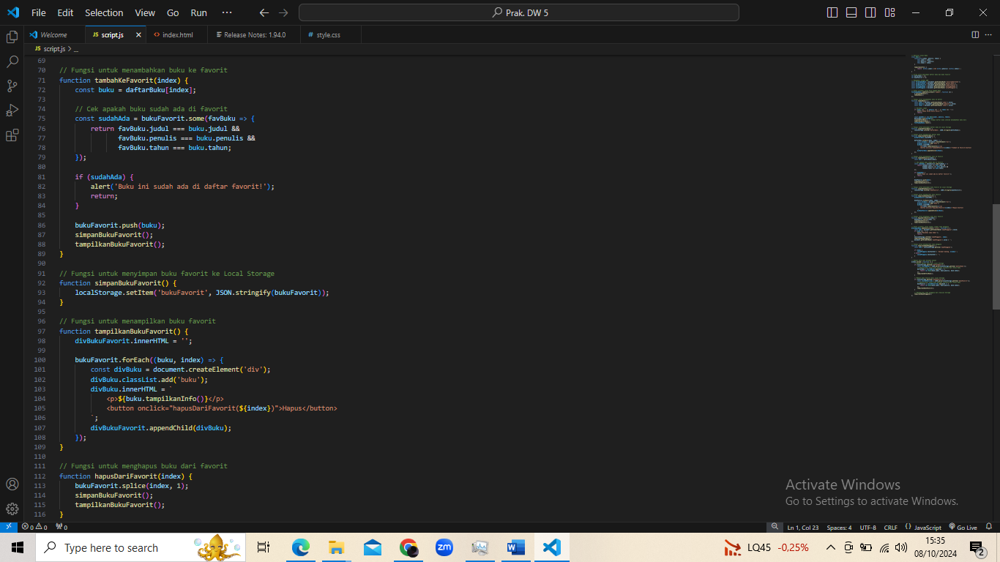 File Edit Selection View Go Run ··· Prak. DW 5
Welcome JS script.js index.html Release Notes: 1.94.0 # style.css
JS script.js > ...
69
70 // Fungsi untuk menambahkan buku ke favorit
71 function tambahKeFavorit(index) {
72 const buku = daftarBuku[index];
73
74 // Cek apakah buku sudah ada di favorit
75 const sudahAda = bukuFavorit.some(favBuku => {
76 return favBuku.judul === buku.judul &&
77 favBuku.penulis === buku.penulis &&
78 favBuku.tahun === buku.tahun;
79 });
80
81 if (sudahAda) {
82 alert('Buku ini sudah ada di daftar favorit!');
83 return;
84 }
85
86 bukuFavorit.push(buku);
87 simpanBukuFavorit();
88 tampilkanBukuFavorit();
89 }
90
91 // Fungsi untuk menyimpan buku favorit ke Local Storage
92 function simpanBukuFavorit() {
93 localStorage.setItem('bukuFavorit', JSON.stringify(bukuFavorit));
94 }
95
96 // Fungsi untuk menampilkan buku favorit
97 function tampilkanBukuFavorit() {
98 divBukuFavorit.innerHTML = '';
99
100 bukuFavorit.forEach((buku, index) => {
101 const divBuku = document.createElement('div');
102 divBuku.classList.add('buku');
103 divBuku.innerHTML = `
104 <p>${buku.tampilkanInfo()}</p>
105 <button onclick="hapusDariFavorit(${index})">Hapus</button>
106 `;
107 divBukuFavorit.appendChild(divBuku);
108 });
109 }
110
111 // Fungsi untuk menghapus buku dari favorit
112 function hapusDariFavorit(index) {
113 bukuFavorit.splice(index, 1);
114 simpanBukuFavorit();
115 tampilkanBukuFavorit();
116 }
Activate Windows
Go to Settings to activate Windows.
0 0 0 Ln 1, Col 23 Spaces: 4 UTF-8 CRLF {} JavaScript Go Live
Type here to search zm W LQ45 -0,25% 15:35
08/10/2024 2